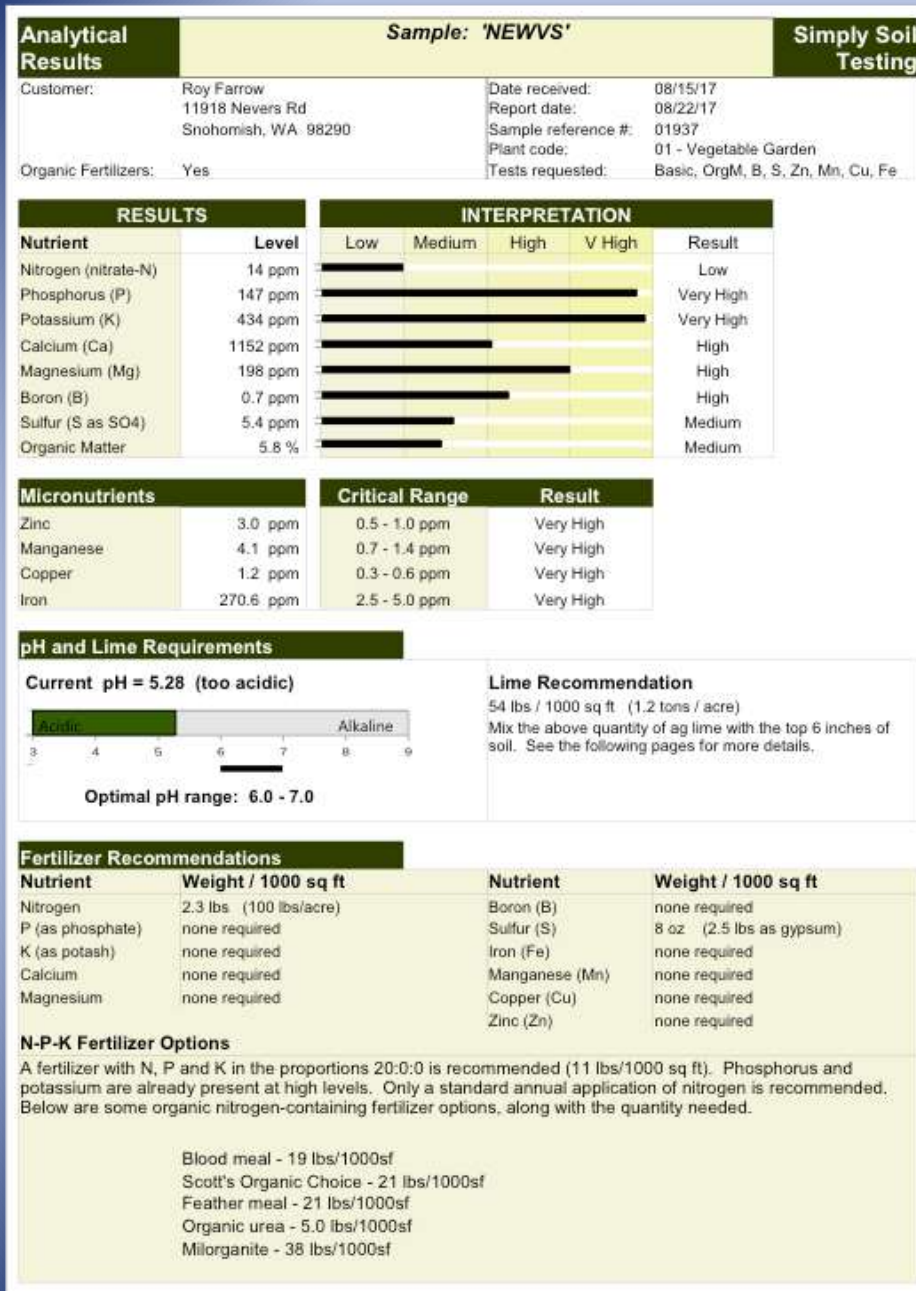 Analytical Results
Sample: 'NEWVS'
Simply Soil Testing
Customer: Roy Farrow
11918 Nevers Rd
Snohomish, WA 98290
Organic Fertilizers: Yes
Date received: 08/15/17
Report date: 08/22/17
Sample reference #: 01937
Plant code: 01 - Vegetable Garden
Tests requested: Basic, OrgM, B, S, Zn, Mn, Cu, Fe
RESULTS INTERPRETATION
Nutrient Level Low Medium High V High Result
Nitrogen (nitrate-N) 14 ppm Low
Phosphorus (P) 147 ppm Very High
Potassium (K) 434 ppm Very High
Calcium (Ca) 1152 ppm High
Magnesium (Mg) 198 ppm High
Boron (B) 0.7 ppm High
Sulfur (S as SO4) 5.4 ppm Medium
Organic Matter 5.8 % Medium
Micronutrients Critical Range Result
Zinc 3.0 ppm 0.5 - 1.0 ppm Very High
Manganese 4.1 ppm 0.7 - 1.4 ppm Very High
Copper 1.2 ppm 0.3 - 0.6 ppm Very High
Iron 270.6 ppm 2.5 - 5.0 ppm Very High
pH and Lime Requirements
Current pH = 5.28 (too acidic)
Acidic Alkaline
3 4 5 6 7 8 9
Optimal pH range: 6.0 - 7.0
Lime Recommendation
54 lbs / 1000 sq ft (1.2 tons / acre)
Mix the above quantity of ag lime with the top 6 inches of
soil. See the following pages for more details.
Fertilizer Recommendations
Nutrient Weight / 1000 sq ft Nutrient Weight / 1000 sq ft
Nitrogen 2.3 lbs (100 lbs/acre) Boron (B) none required
P (as phosphate) none required Sulfur (S) 8 oz (2.5 lbs as gypsum)
K (as potash) none required Iron (Fe) none required
Calcium none required Manganese (Mn) none required
Magnesium none required Copper (Cu) none required
Zinc (Zn) none required
N-P-K Fertilizer Options
A fertilizer with N, P and K in the proportions 20:0:0 is recommended (11 lbs/1000 sq ft). Phosphorus and
potassium are already present at high levels. Only a standard annual application of nitrogen is recommended.
Below are some organic nitrogen-containing fertilizer options, along with the quantity needed.
Blood meal - 19 lbs/1000sf
Scott's Organic Choice - 21 lbs/1000sf
Feather meal - 21 lbs/1000sf
Organic urea - 5.0 lbs/1000sf
Milorganite - 38 lbs/1000sf